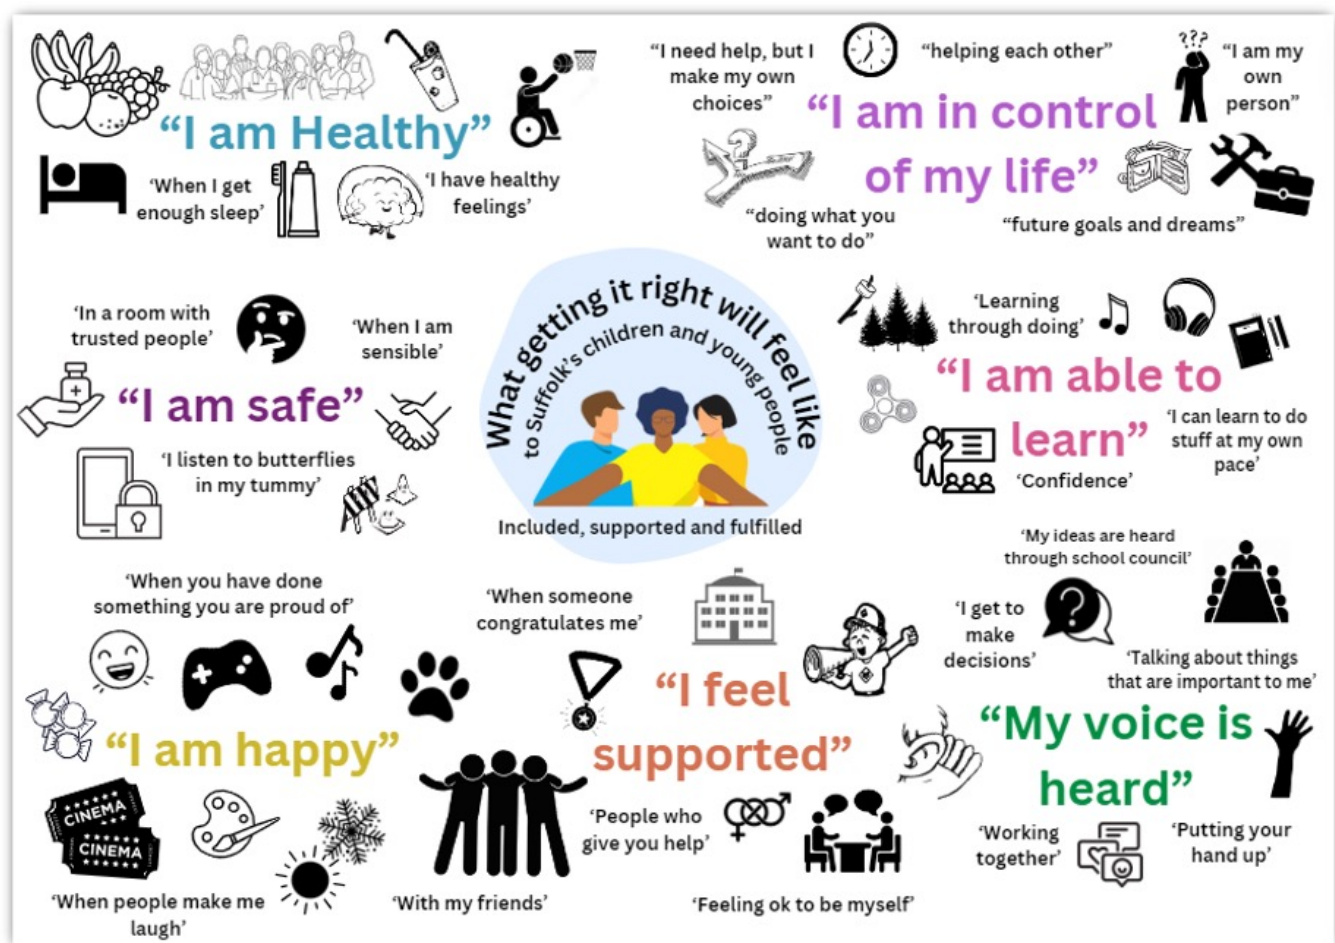 “I am Healthy”
‘When I get
enough sleep’
‘I have healthy
feelings’
“I need help, but I
make my own
choices”
“helping each other”
???
“I am my
own
person”
“I am in control
of my life”
?
“doing what you
want to do”
“future goals and dreams”
‘In a room with
trusted people’
‘When I am
sensible’
“I am safe”
‘I listen to butterflies
in my tummy’
What getting it right will feel like
to Suffolk’s children and young people
Included, supported and fulfilled
‘Learning
through doing’
“I am able to
learn”
‘I can learn to do
stuff at my own
pace’
‘Confidence’
‘When you have done
something you are proud of’
“I am happy”
CINEMA
CINEMA
‘When people make me
laugh’
‘With my friends’
‘When someone
congratulates me’
“I feel
supported”
‘People who
give you help’
‘Feeling ok to be myself’
‘My ideas are heard
through school council’
‘I get to
make
decisions’
?
‘Talking about things
that are important to me’
“My voice is
heard”
‘Working
together’
‘Putting your
hand up’